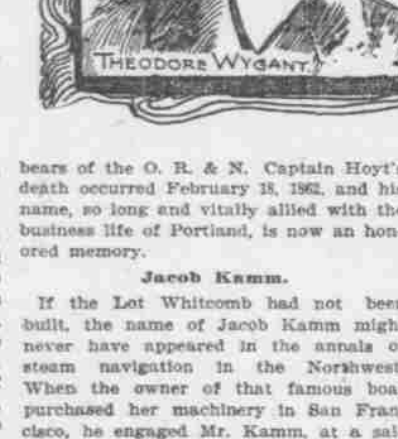 THEODORE WYGANT.
bears of the O. R. & N. Captain Hoyt's
death occurred February 18, 1862, and his
name, so long and vitally allied with the
business life of Portland, is now an hon-
ored memory.
Jacob Kamm.
If the Lot Whitcomb had not been
built, the name of Jacob Kamm migh
never have appeared in the annals o
steam navigation in the Northwest.
When the owner of that famous boa
purchased her machinery in San Fran
cisco, he engaged Mr. Kamm, at a sal